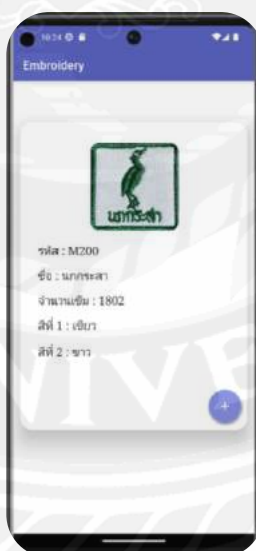 10:24
Embroidery
นกกระสา
รหัส : M200
ชื่อ : นกกระสา
จำนวนเข็ม : 1802
สีที่ 1 : เขียว
สีที่ 2 : ขาว
+